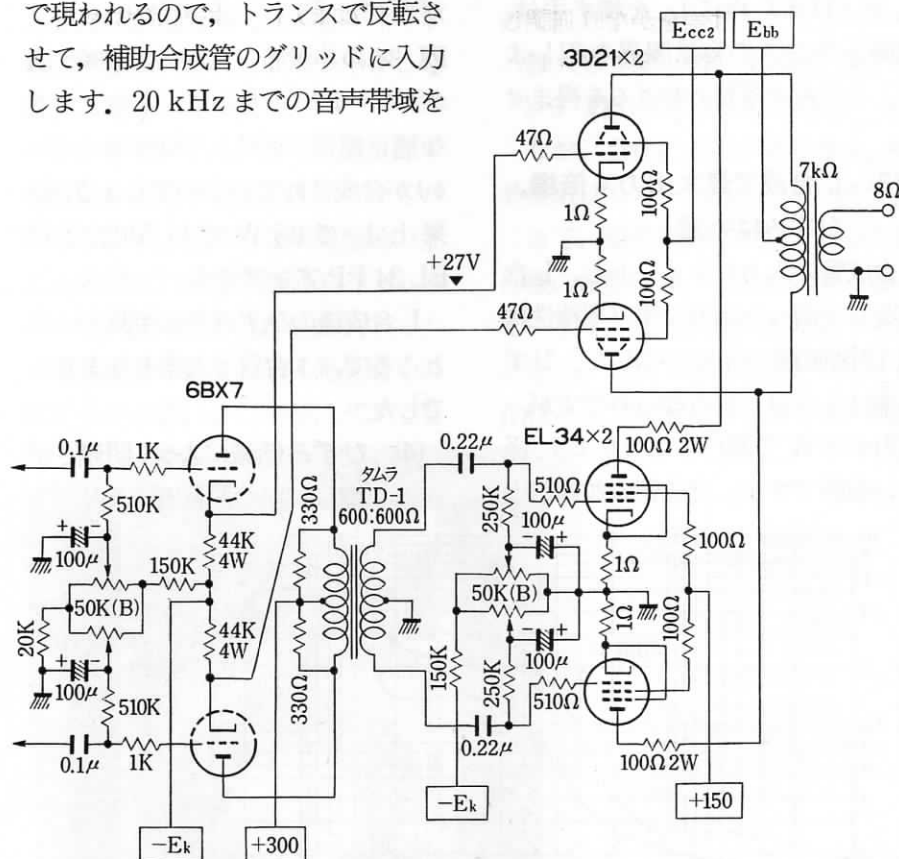 で現われるので，トランスで反転さ
せて，補助合成管のグリッドに入力
します．20 kHz までの音声帯域を
Ecc2
Ebb
3D21×2
47Ω
1Ω
100Ω
7kΩ
8Ω
+27V
1Ω
100Ω
47Ω
6BX7
EL34×2
100Ω 2W
0.1μ
1K
510K
330Ω
タムラ
TD-1
600:600Ω
0.22μ
250K
510Ω
100μ
100Ω
+
100μ
44K
4W
150K
1Ω
50K(B)
50K(B)
20K
44K
4W
1Ω
100Ω
+
100μ
150K
250K
+
100μ
510K
330Ω
510Ω
0.1μ
1K
0.22μ
100Ω2W
-Ek
+150
-Ek
+300